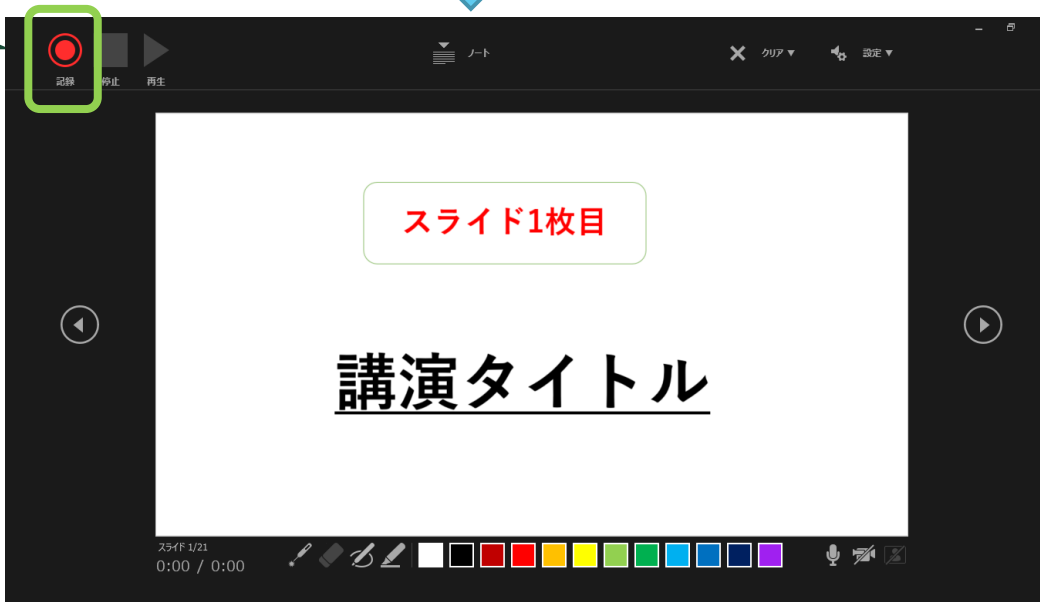 記録 停止 再生
ノート
クリア ▼
設定 ▼
スライド1枚目
講演タイトル
スライド 1/21
0:00 / 0:00